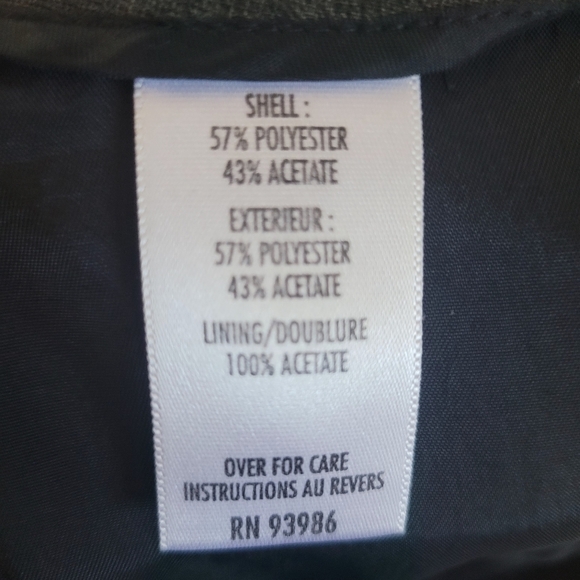 SHELL :
57% POLYESTER
43% ACETATE
EXTERIEUR :
57% POLYESTER
43% ACETATE
LINING/DOUBLURE
100% ACETATE
OVER FOR CARE
INSTRUCTIONS AU REVERS
RN 93986